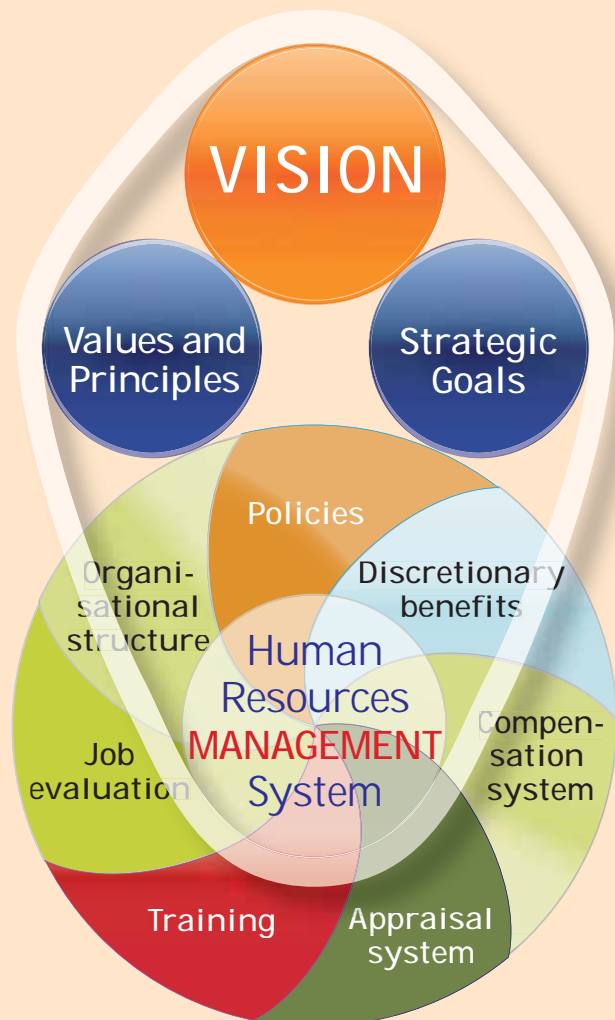 VISION
Values and
Principles
Strategic
Goals
Policies
Organi-
sational
structure
Discretionary
benefits
Human
Resources
MANAGEMENT
System
Compen-
sation
system
Job
evaluation
Training
Appraisal
system